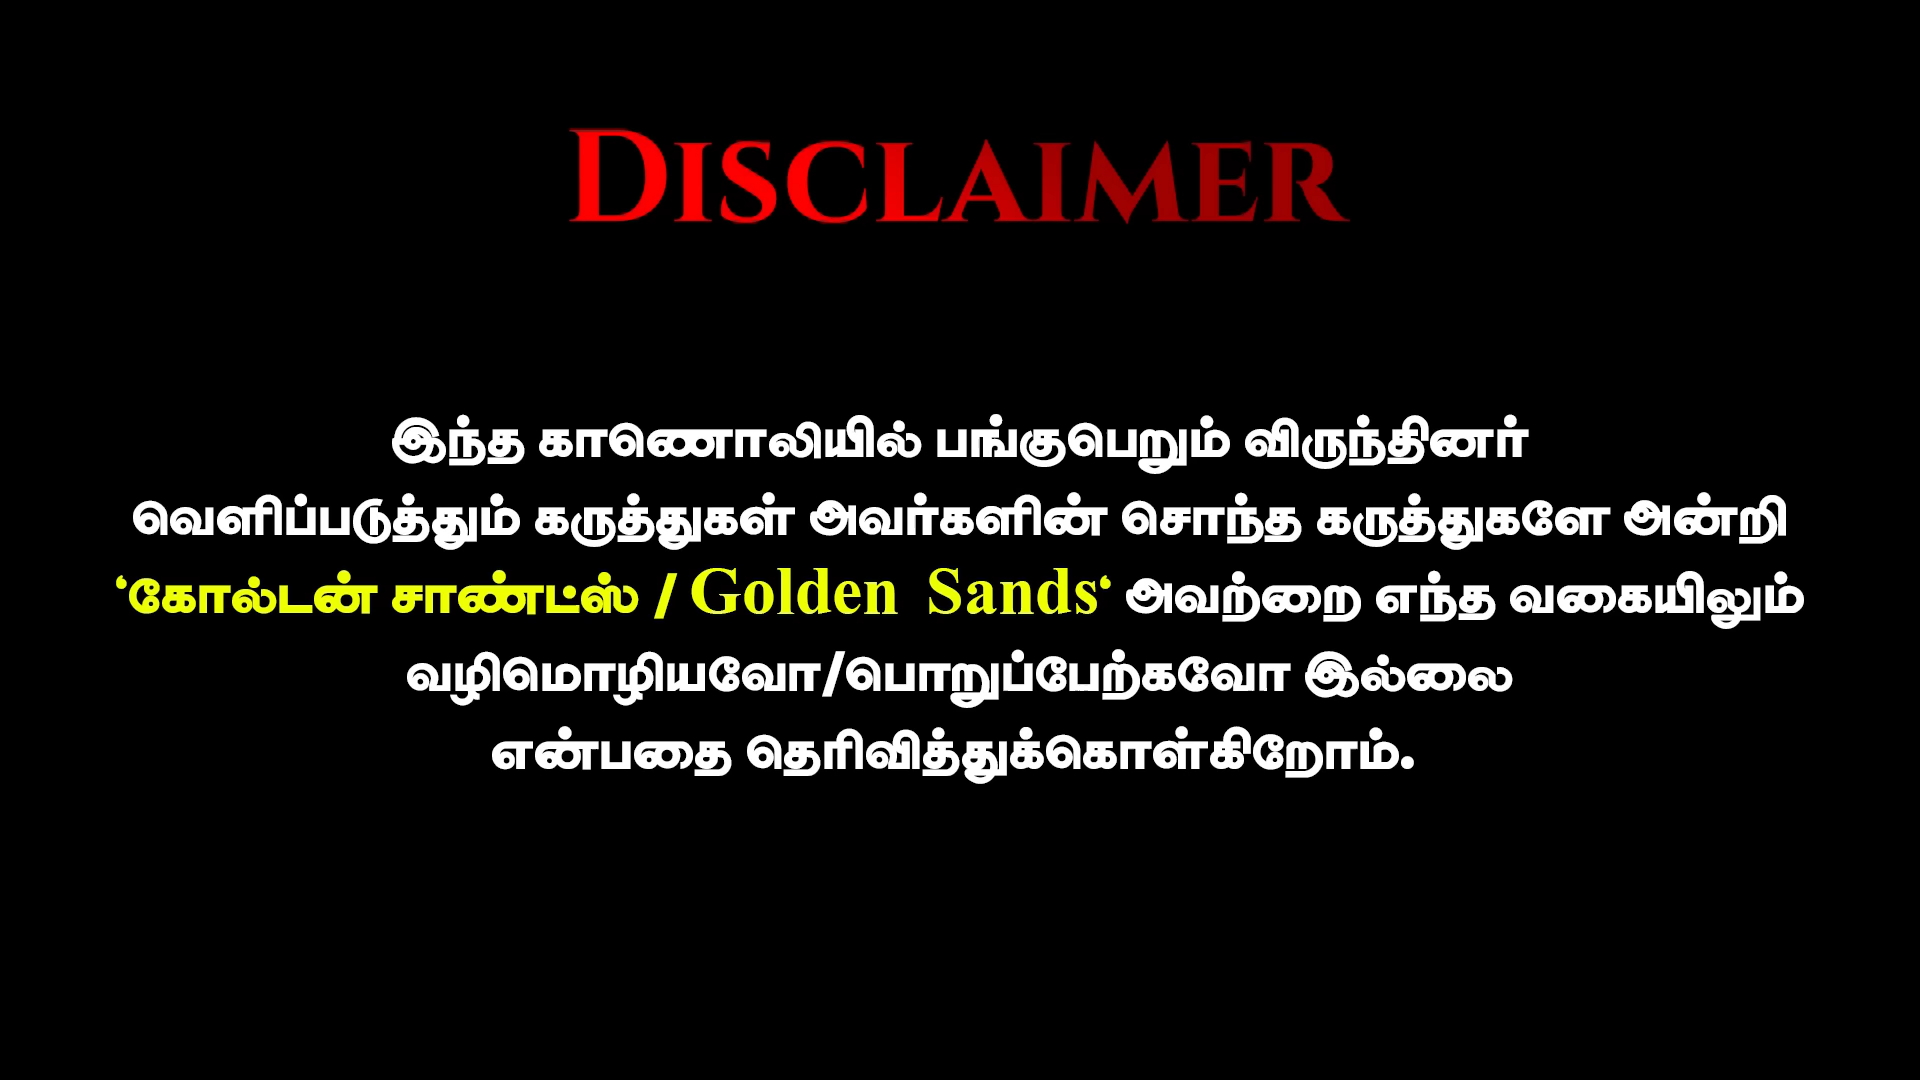 DISCLAIMER
இந்த காணொலியில் பங்குபெறும் விருந்தினர்
வெளிப்படுத்தும் கருத்துகள் அவர்களின் சொந்த கருத்துகளே அன்றி
‘கோல்டன் சாண்ட்ஸ் / Golden Sands‘ அவற்றை எந்த வகையிலும்
வழிமொழியவோ/பொறுப்பேற்கவோ இல்லை
என்பதை தெரிவித்துக்கொள்கிறோம்.